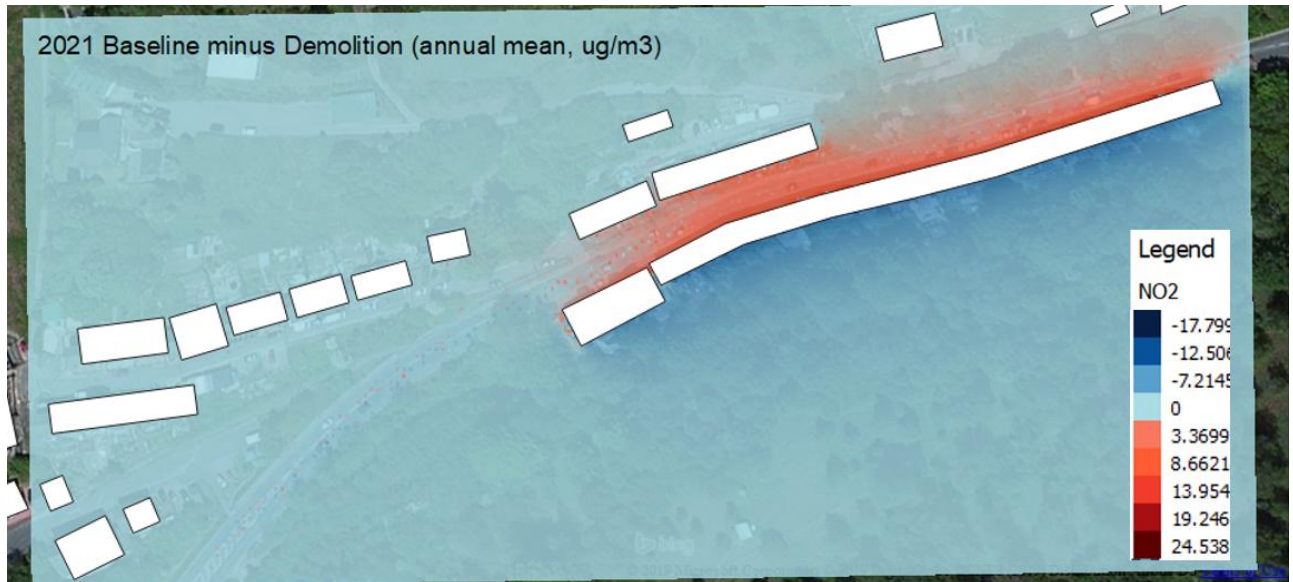 2021 Baseline minus Demolition (annual mean, ug/m3)
Legend
NO2
-17.799
-12.506
-7.2145
0
3.3699
8.6621
13.954
19.246
24.538
bing